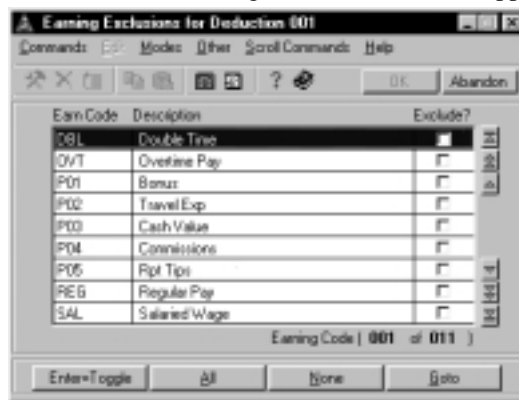 Earning Exclusions for Deduction 001
Commands Edit Modes Other Scroll Commands Help
OK Abandon
Earn Code Description Exclude?
DBL Double Time
OVT Overtime Pay
P01 Bonus
P02 Travel Exp
P03 Cash Value
P04 Commissions
P05 Rpt Tips
REG Regular Pay
SAL Salaried Wage
Earning Code ( 001 of 011 )
Enter=Toggle All None Goto